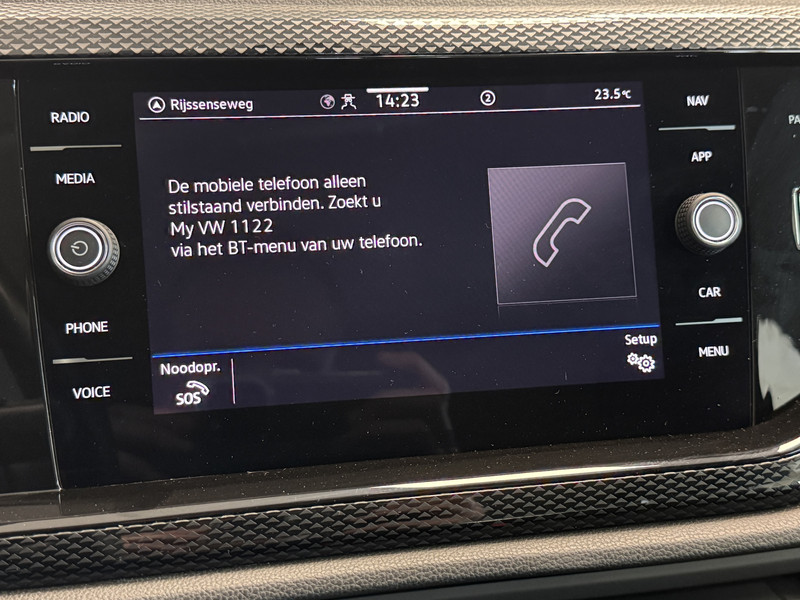 Rijssenseweg
14:23
2
23.5°C
RADIO
MEDIA
PHONE
VOICE
De mobiele telefoon alleen
stilstaand verbinden. Zoekt u
My VW 1122
via het BT-menu van uw telefoon.
Noodopr.
SOS
Setup
NAV
APP
CAR
MENU
PA